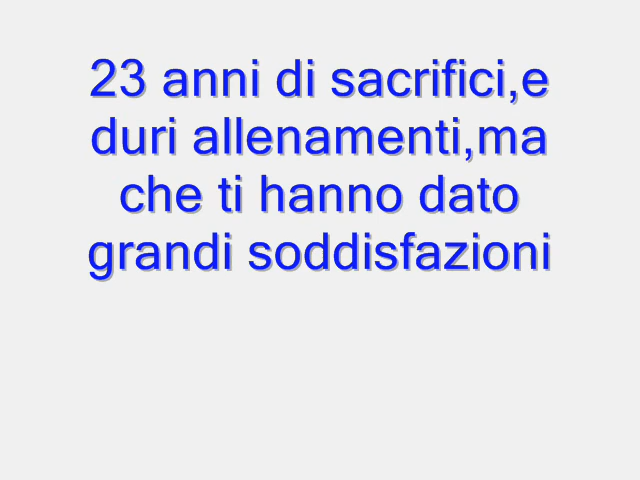 23 anni di sacrifici,e
duri allenamenti,ma
che ti hanno dato
grandi soddisfazioni